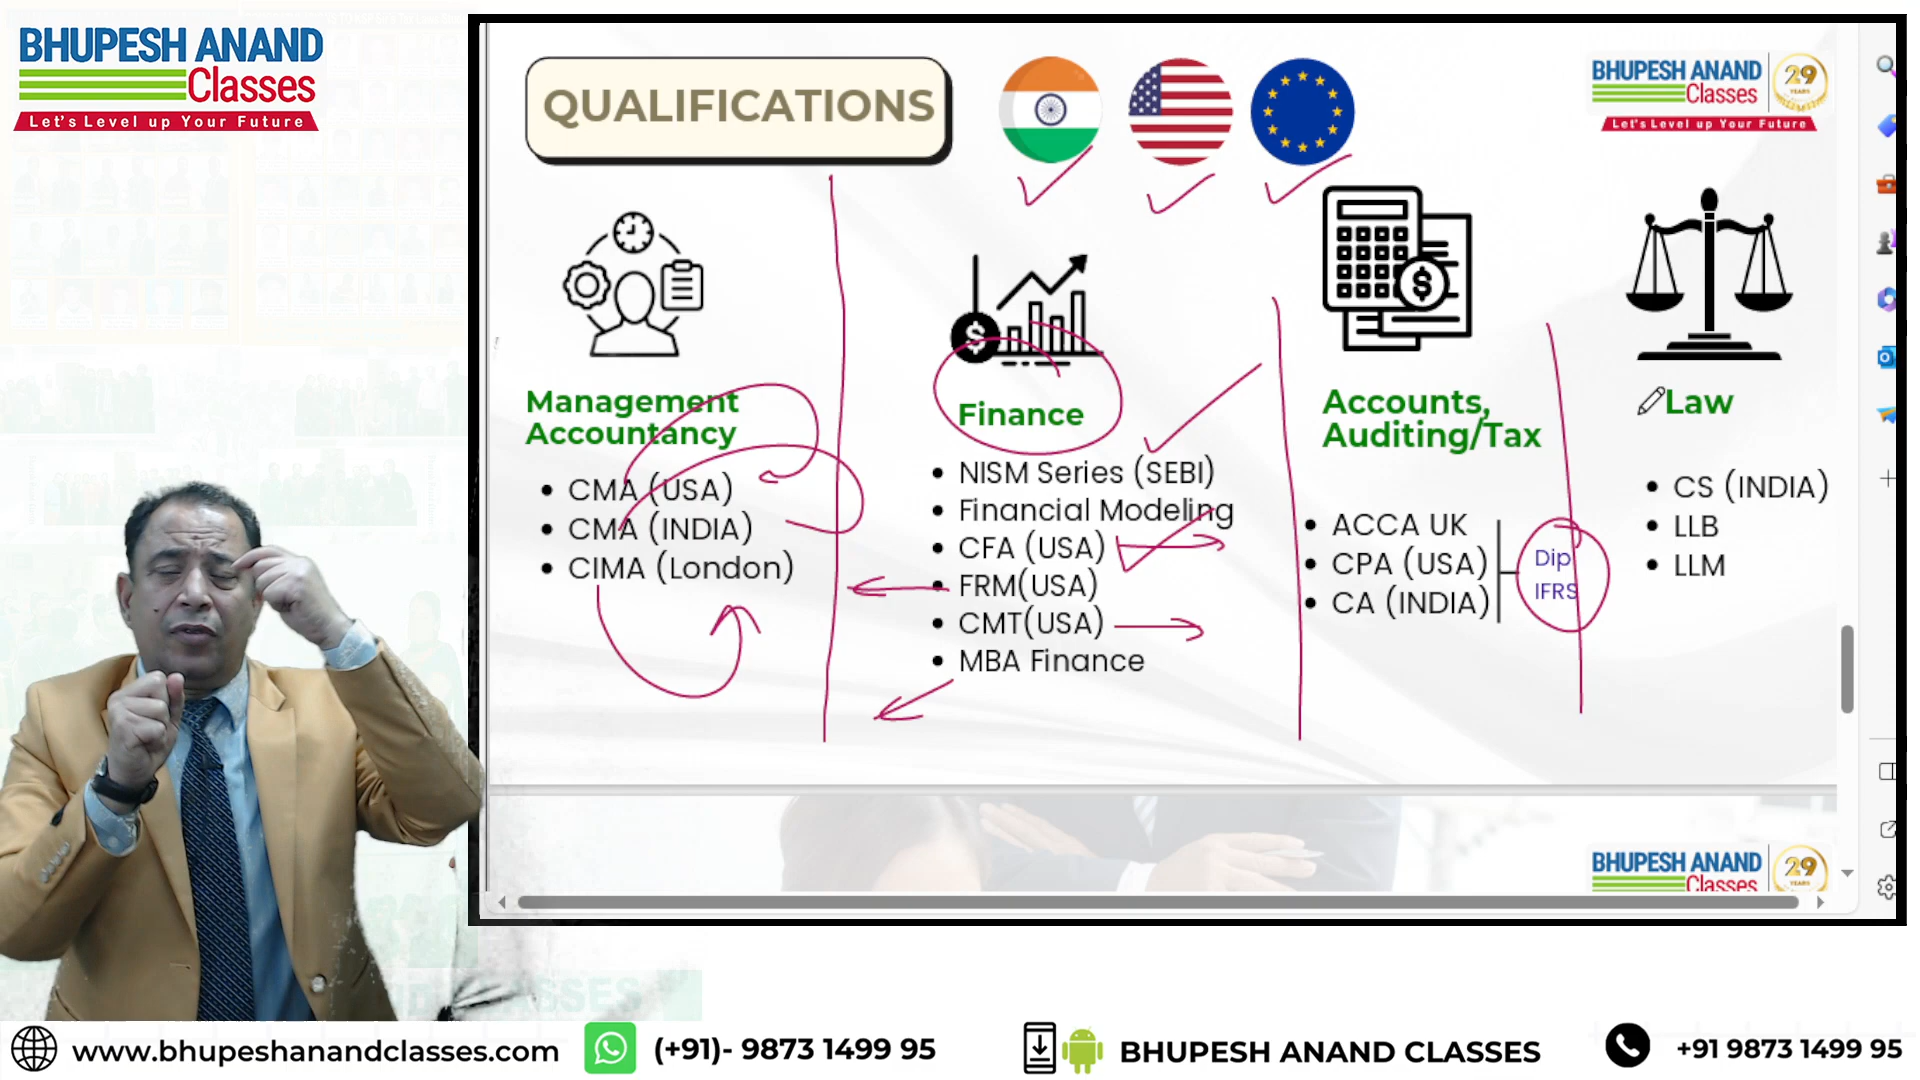 BHUPESH ANAND
Classes
Let's Level up Your Future
QUALIFICATIONS
BHUPESH ANAND
Classes
29
YEARS
Let's Level up Your Future
Management
Accountancy
• CMA (USA)
• CMA (INDIA)
• CIMA (London)
Finance
• NISM Series (SEBI)
• Financial Modeling
• CFA (USA)
• FRM(USA)
• CMT(USA)
• MBA Finance
Accounts,
Auditing/Tax
• ACCA UK
• CPA (USA)
• CA (INDIA)
Dip
IFRS
Law
• CS (INDIA)
• LLB
• LLM
BHUPESH ANAND
Classes
29
YEARS
www.bhupeshanandclasses.com
(+91)- 9873 1499 95
BHUPESH ANAND CLASSES
+91 9873 1499 95